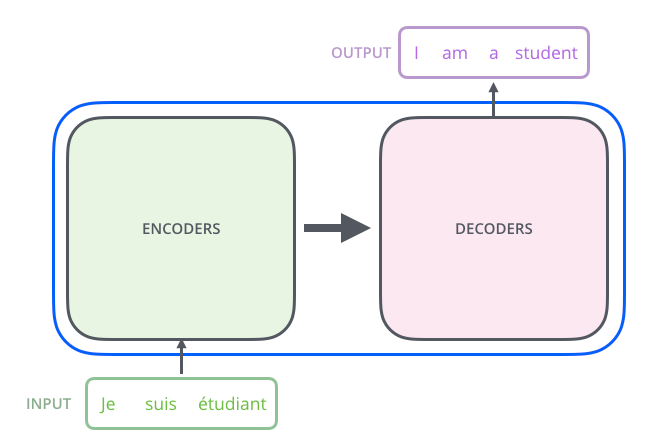 OUTPUT I am a student
ENCODERS
DECODERS
INPUT Je suis étudiant